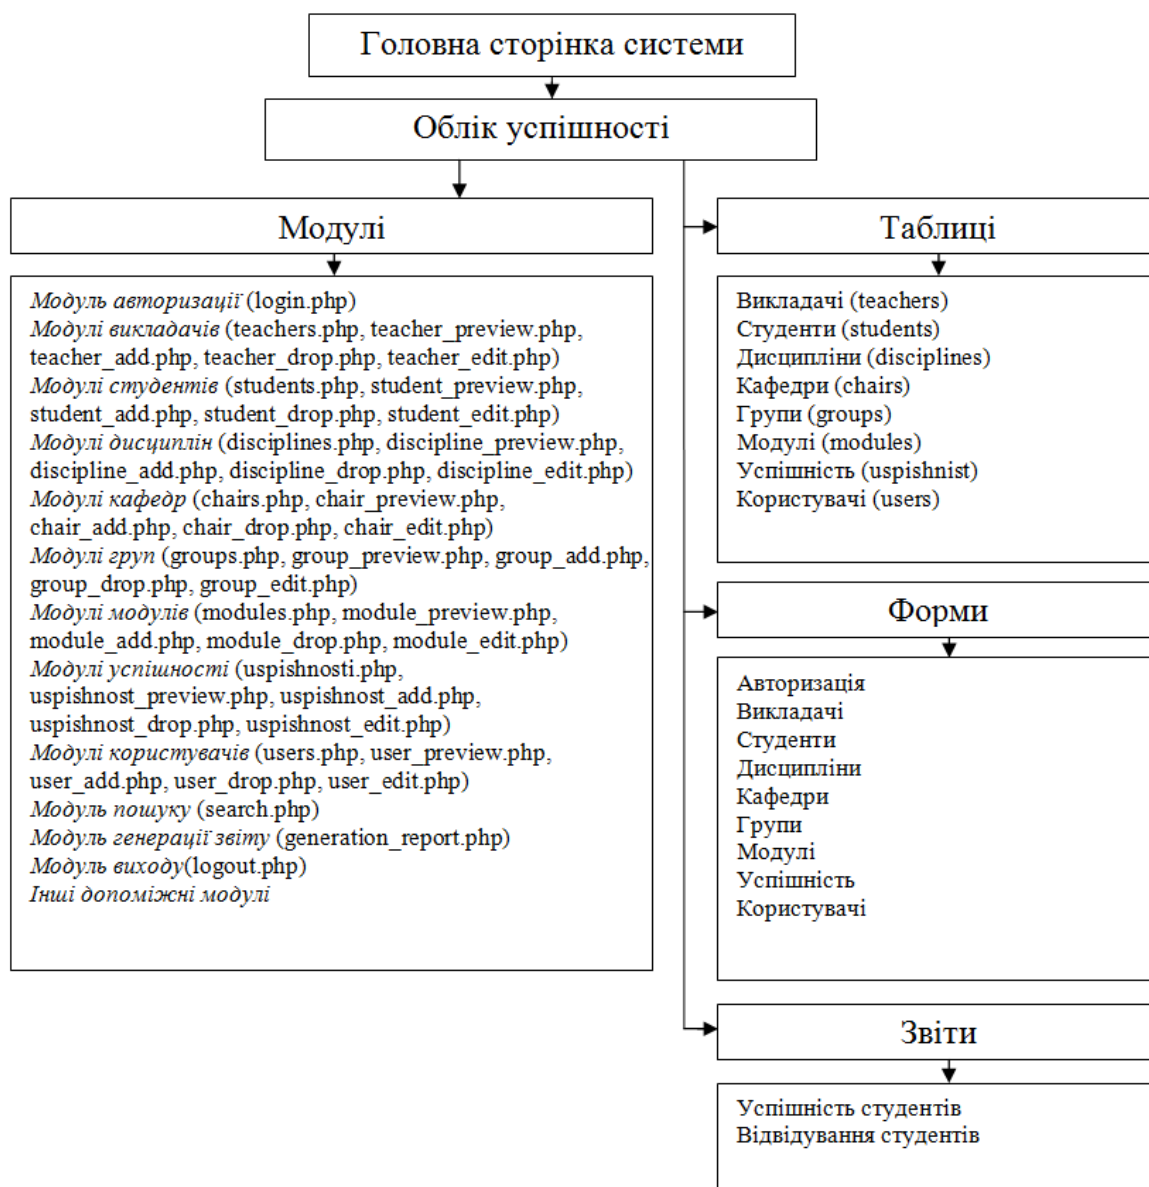 Головна сторінка системи
Облік успішності
Модулі
Модуль авторизації (login.php)
Модулі викладачів (teachers.php, teacher_preview.php,
teacher_add.php, teacher_drop.php, teacher_edit.php)
Модулі студентів (students.php, student_preview.php,
student_add.php, student_drop.php, student_edit.php)
Модулі дисциплін (disciplines.php, discipline_preview.php,
discipline_add.php, discipline_drop.php, discipline_edit.php)
Модулі кафедр (chairs.php, chair_preview.php,
chair_add.php, chair_drop.php, chair_edit.php)
Модулі груп (groups.php, group_preview.php, group_add.php,
group_drop.php, group_edit.php)
Модулі модулів (modules.php, module_preview.php,
module_add.php, module_drop.php, module_edit.php)
Модулі успішності (uspishnosti.php,
uspishnost_preview.php, uspishnost_add.php,
uspishnost_drop.php, uspishnost_edit.php)
Модулі користувачів (users.php, user_preview.php,
user_add.php, user_drop.php, user_edit.php)
Модуль пошуку (search.php)
Модуль генерації звіту (generation_report.php)
Модуль виходу(logout.php)
Інші допоміжні модулі
Таблиці
Викладачі (teachers)
Студенти (students)
Дисципліни (disciplines)
Кафедри (chairs)
Групи (groups)
Модулі (modules)
Успішність (uspishnist)
Користувачі (users)
Форми
Авторизація
Викладачі
Студенти
Дисципліни
Кафедри
Групи
Модулі
Успішність
Користувачі
Звіти
Успішність студентів
Відвідування студентів